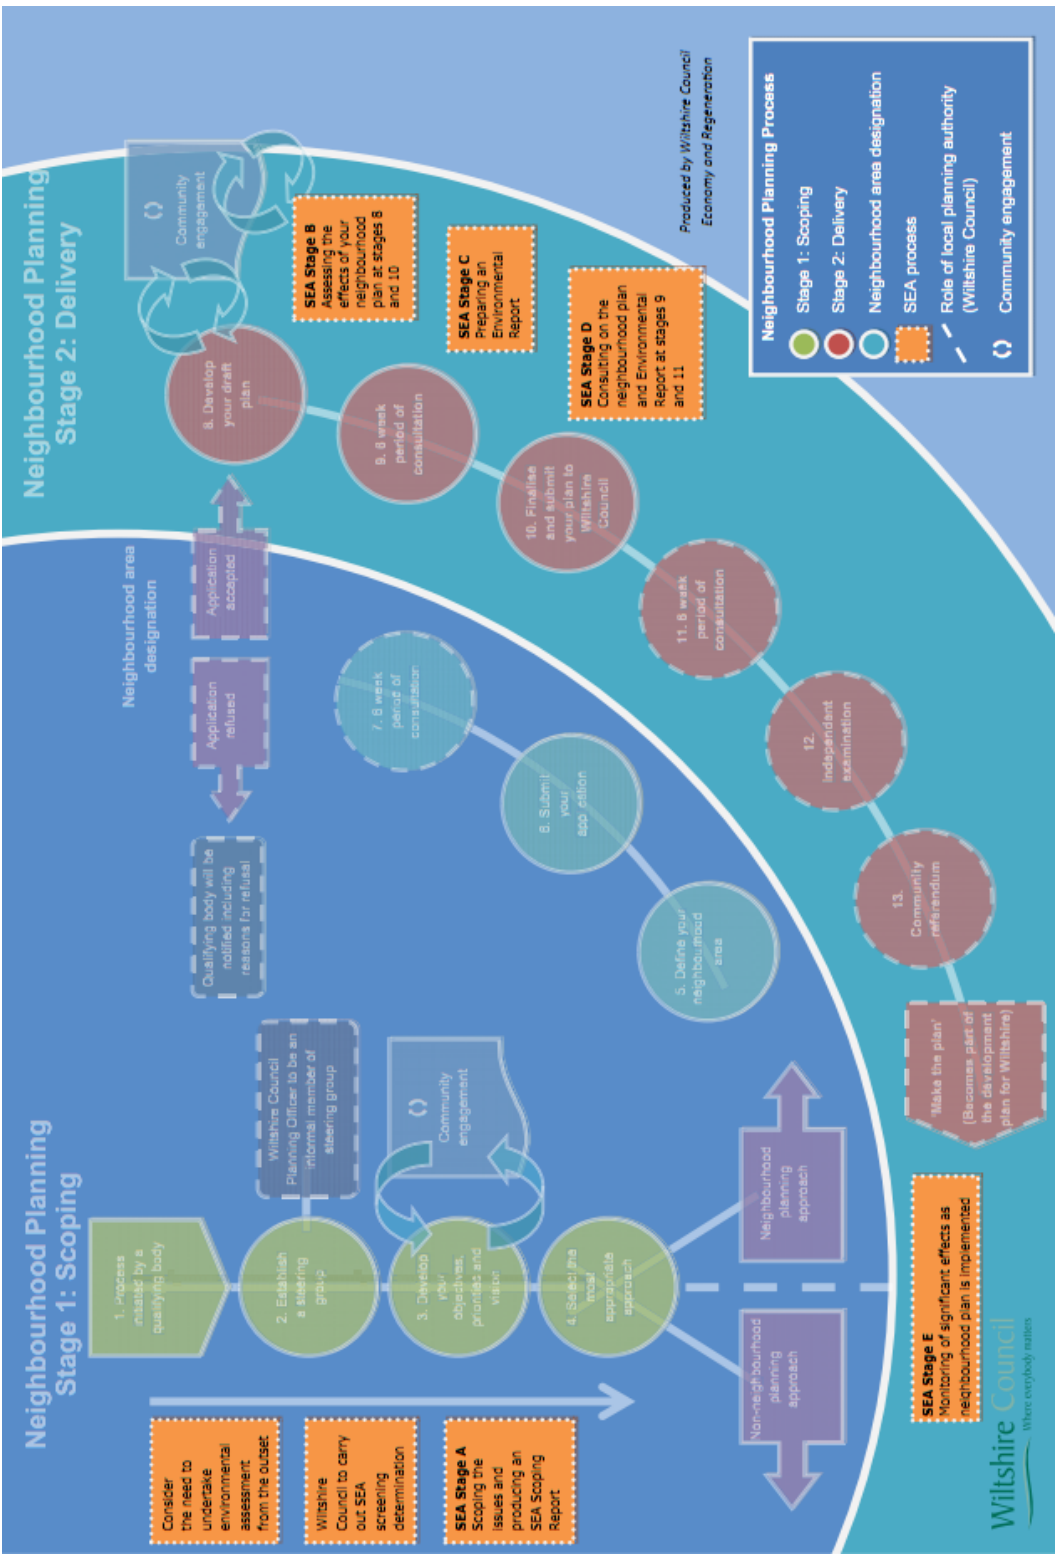 Neighbourhood Planning
Stage 1: Scoping
Neighbourhood Planning
Stage 2: Delivery
Consider
the need to
undertake
environmental
assessment
from the outset
Wiltshire
Council to carry
out SEA
screening
determination
SEA Stage A
Scoping the
issues and
producing an
SEA Scoping
Report
1. Process
initiated by a
qualifying body
2. Establish
a steering
group
Wiltshire Council
Planning Officer to be an
informal member of
steering group
3. Develop
your
objectives,
priorities and
vision
Community
engagement
4. Select the
most
appropriate
approach
Non-neighbourhood
planning
approach
Neighbourhood
planning
approach
5. Define your
neighbourhood
area
6. Submit
your
application
7. 6 week
period of
consultation
Neighbourhood area
designation
Qualifying body will be
notified including
reasons for refusal
Application
refused
Application
accepted
8. Develop
your draft
plan
Community
engagement
9. 6 week
period of
consultation
10. Finalise
and submit
your plan to
Wiltshire
Council
11. 6 week
period of
consultation
12.
Independent
examination
13.
Community
referendum
'Make the plan'
(Becomes part of
the development
plan for Wiltshire)
SEA Stage B
Assessing the
effects of your
neighbourhood
plan at stages 8
and 10
SEA Stage C
Preparing an
Environmental
Report
SEA Stage D
Consulting on the
neighbourhood plan
and Environmental
Report at stages 9
and 11
SEA Stage E
Monitoring of significant effects as
neighbourhood plan is implemented
Produced by Wiltshire Council
Economy and Regeneration
Neighbourhood Planning Process
Stage 1: Scoping
Stage 2: Delivery
Neighbourhood area designation
SEA process
Role of local planning authority
(Wiltshire Council)
Community engagement
Wiltshire Council
Where everybody matters